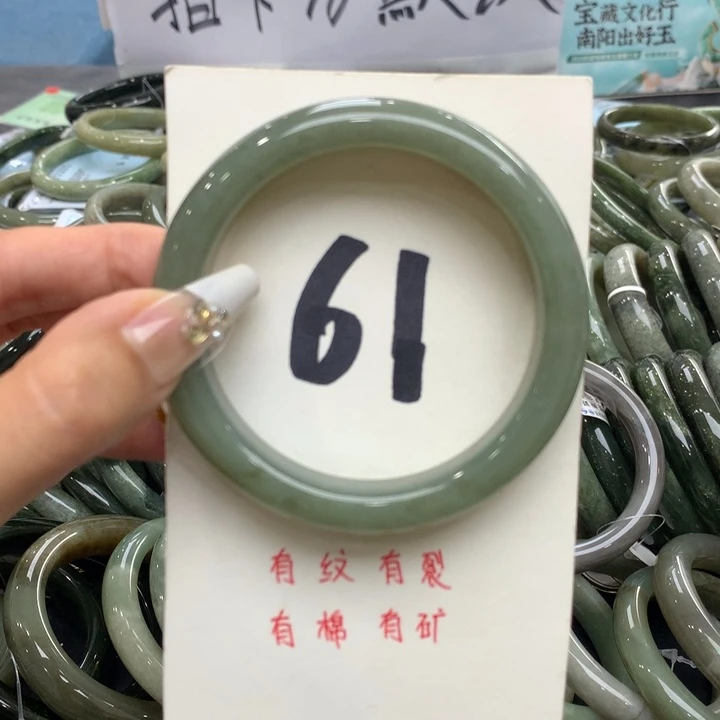 宝藏文化行
南阳出好玉
61
有纹有裂
有棉有矿